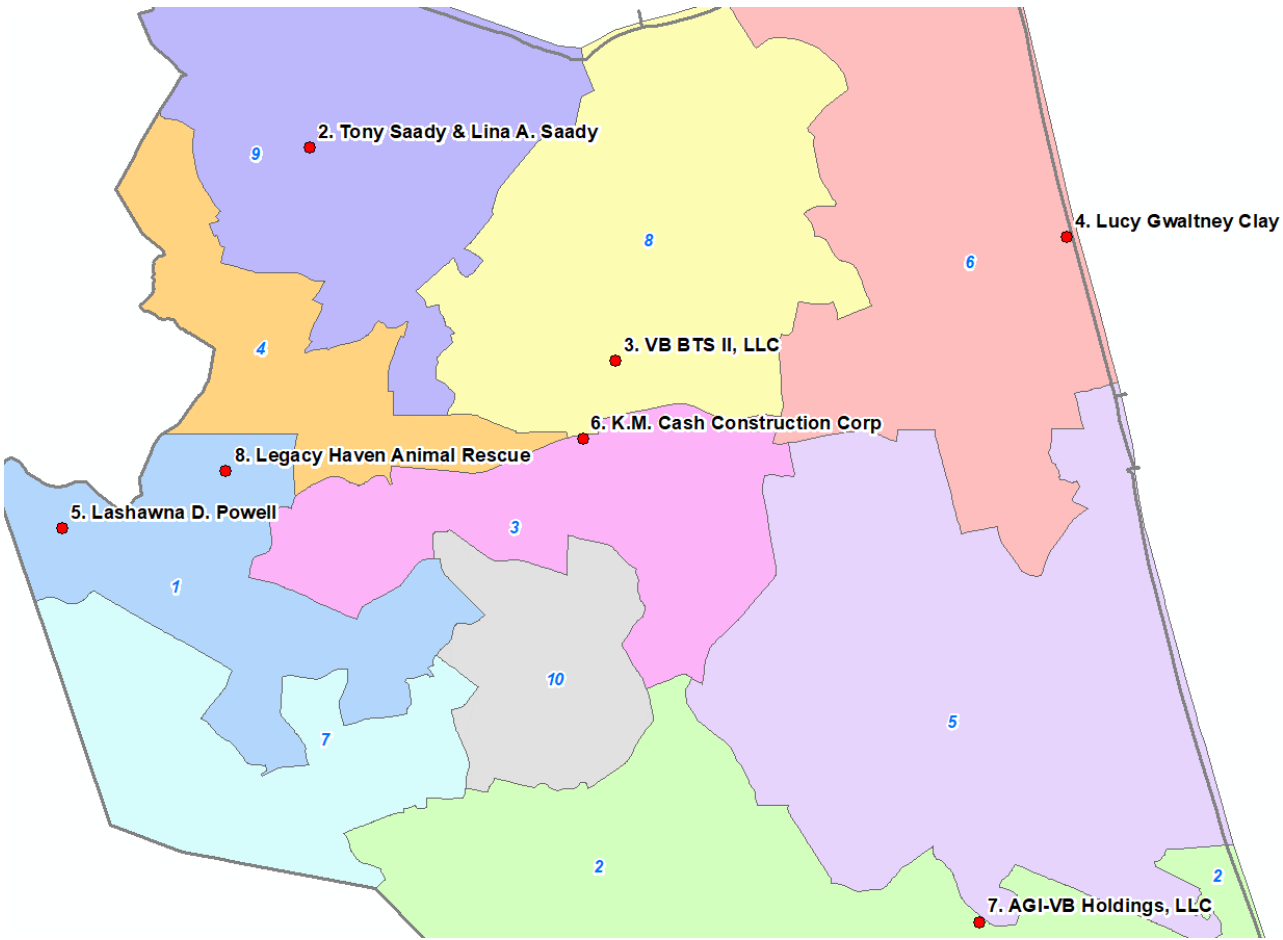 2. Tony Saady & Lina A. Saady
9
4. Lucy Gwaltney Clay
8
6
3. VB BTS II, LLC
4
6. K.M. Cash Construction Corp
8. Legacy Haven Animal Rescue
5. Lashawna D. Powell
3
1
10
5
7
2
2
7. AGI-VB Holdings, LLC